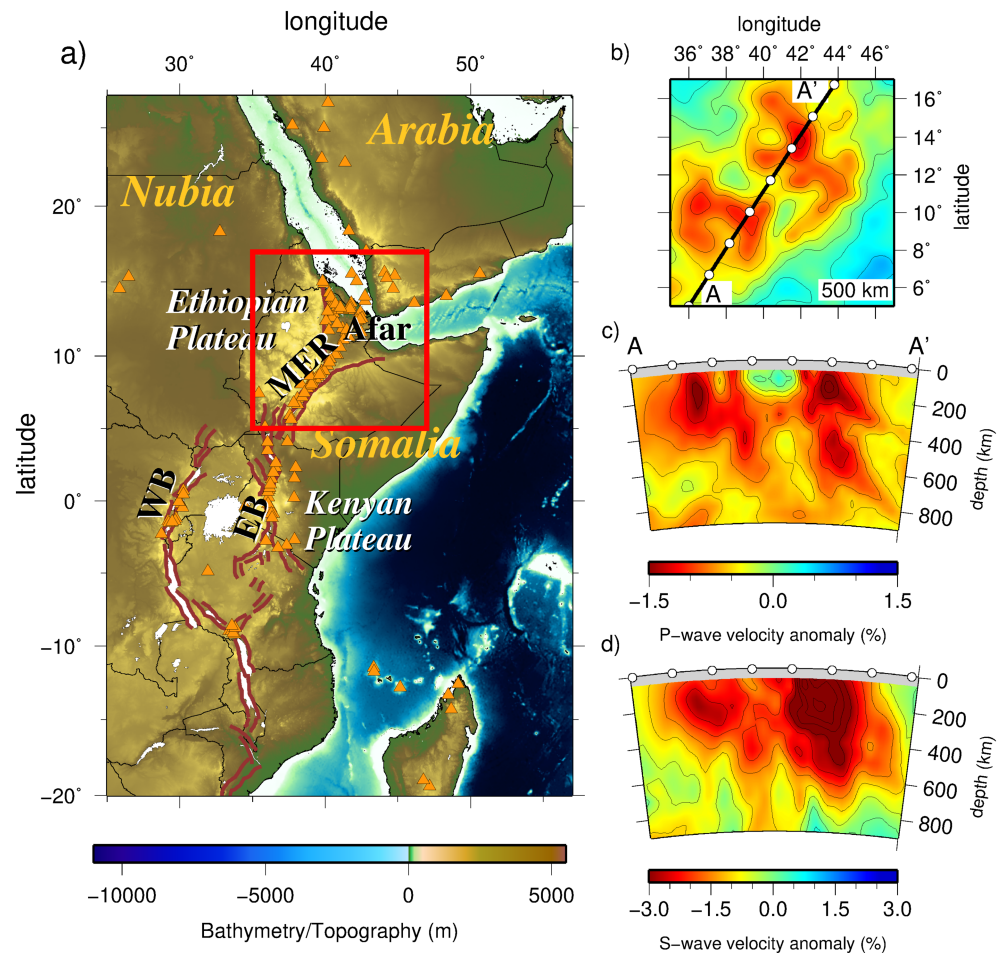 a)
longitude
30° 40° 50°
latitude
20°
10°
0°
−10°
−20°
Arabia
Nubia
Ethiopian
Plateau
Afar
MER
Somalia
WB
EB
Kenyan
Plateau
−10000 −5000 0 5000
Bathymetry/Topography (m)
b)
longitude
36° 38° 40° 42° 44° 46°
A'
16°
14°
12°
10°
8°
6°
latitude
A
500 km
c)
A A'
0
200
400
600
800
depth (km)
−1.5 0.0 1.5
P−wave velocity anomaly (%)
d)
0
200
400
600
800
depth (km)
−3.0 −1.5 0.0 1.5 3.0
S−wave velocity anomaly (%)